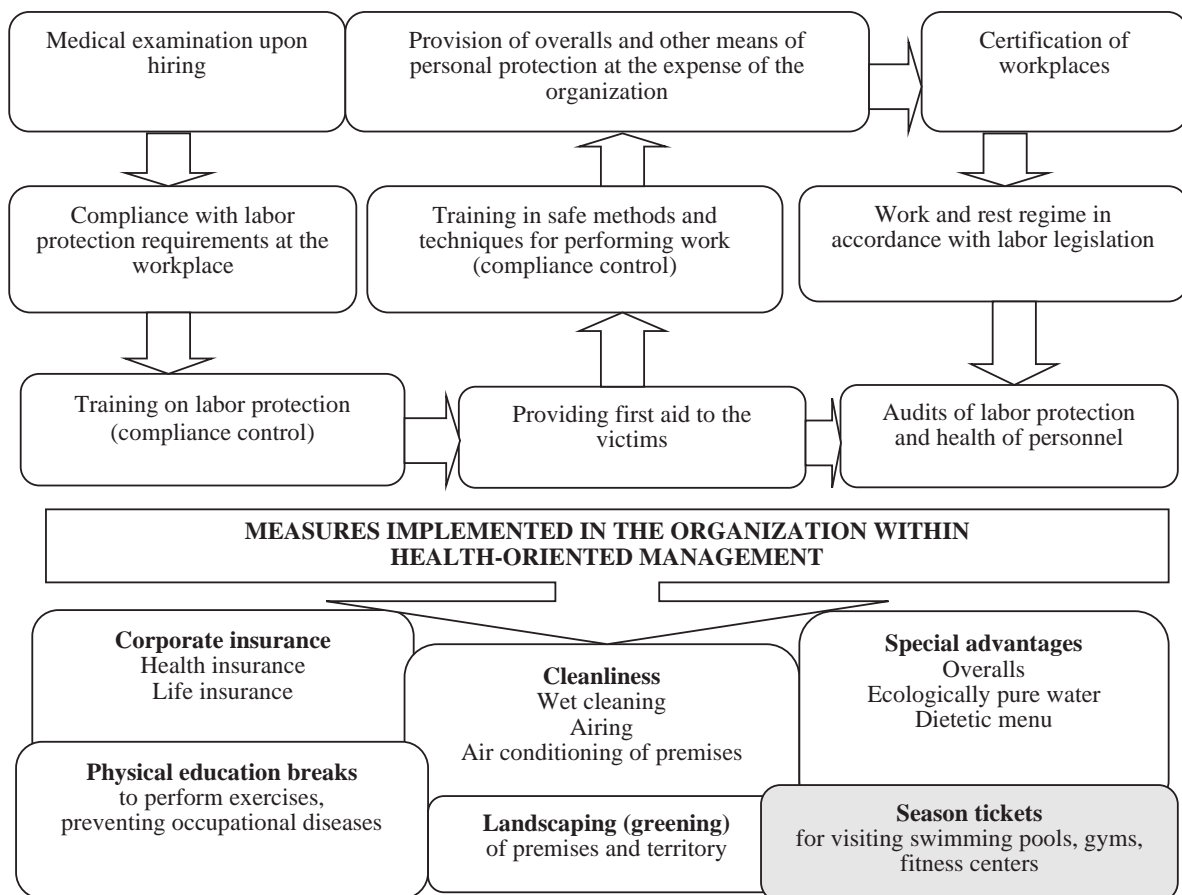 Medical examination upon
hiring
Provision of overalls and other means of
personal protection at the expense of the
organization
Certification of
workplaces
Compliance with labor
protection requirements at the
workplace
Training in safe methods and
techniques for performing work
(compliance control)
Work and rest regime in
accordance with labor legislation
Training on labor protection
(compliance control)
Providing first aid to the
victims
Audits of labor protection
and health of personnel
MEASURES IMPLEMENTED IN THE ORGANIZATION WITHIN
HEALTH-ORIENTED MANAGEMENT
Corporate insurance
Health insurance
Life insurance
Cleanliness
Wet cleaning
Airing
Air conditioning of premises
Special advantages
Overalls
Ecologically pure water
Dietetic menu
Physical education breaks
to perform exercises,
preventing occupational diseases
Landscaping (greening)
of premises and territory
Season tickets
for visiting swimming pools, gyms,
fitness centers